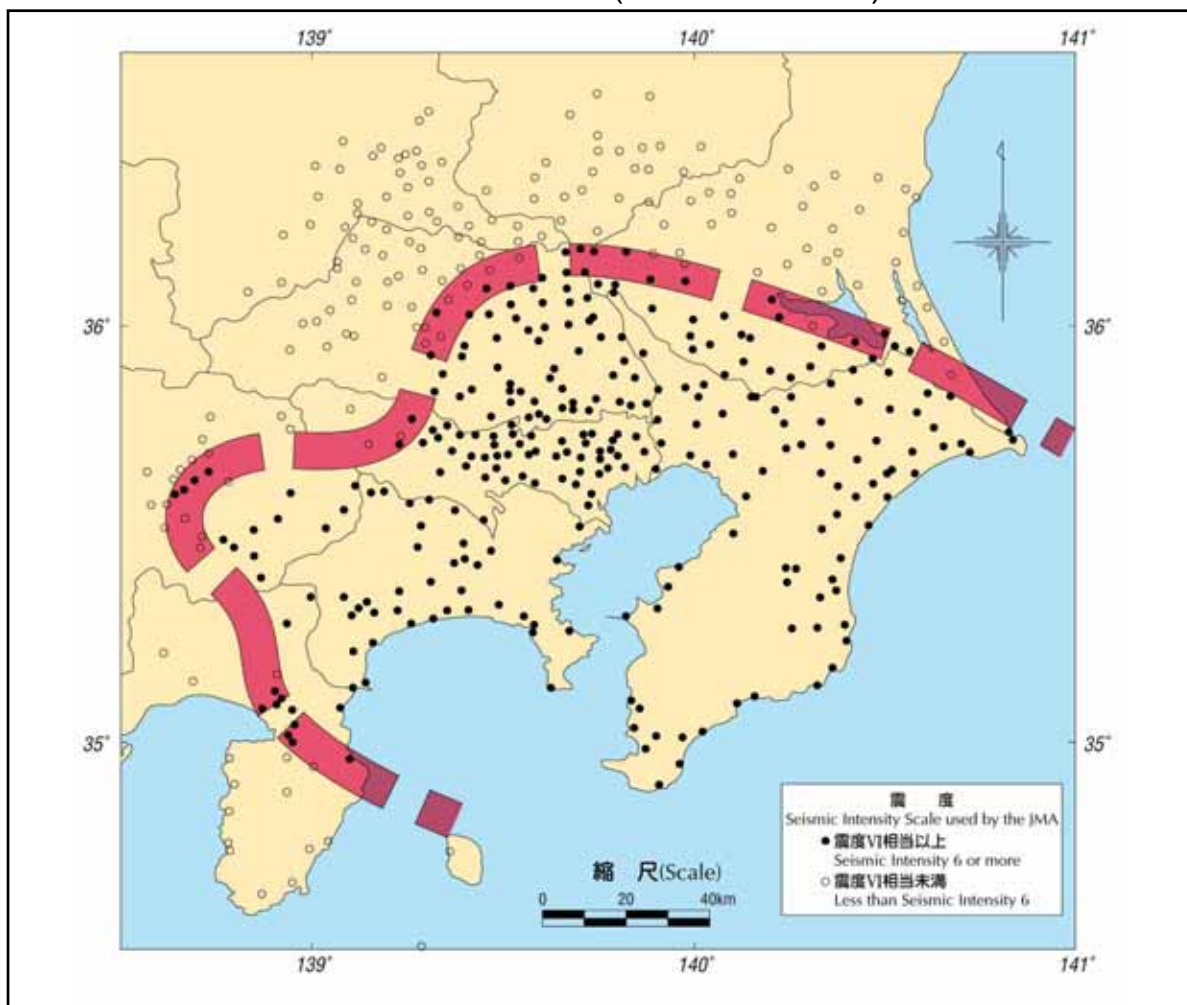 139° 140° 141°
36° 36°
35° 35°
震 度
Seismic Intensity Scale used by the JMA
● 震度VI相当以上
Seismic Intensity 6 or more
○ 震度VI相当未満
Less than Seismic Intensity 6
縮 尺(Scale)
0 20 40km
139° 140° 141°